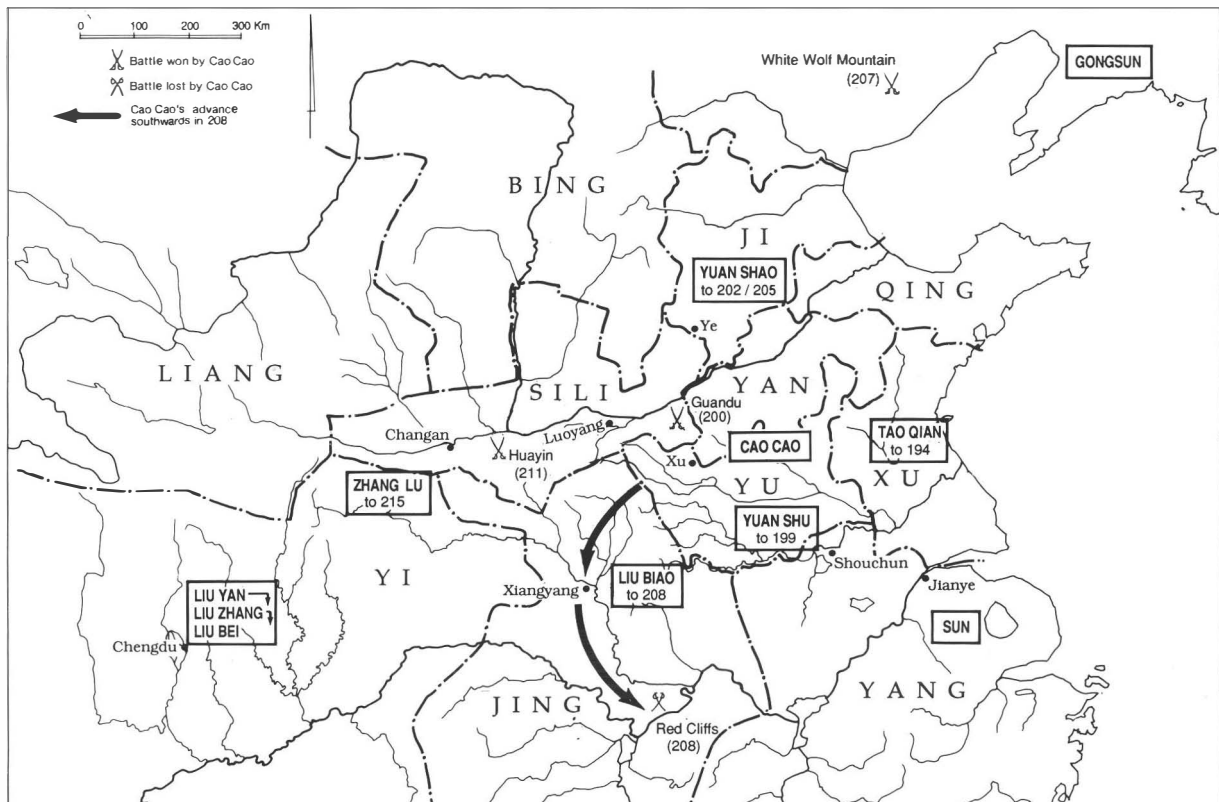 0 100 200 300 Km
Battle won by Cao Cao
Battle lost by Cao Cao
Cao Cao's advance
southwards in 208
White Wolf Mountain
(207)
GONGSUN
BING
JI
YUAN SHAO
to 202 / 205
QING
Ye
LIANG
SILI
YAN
Guandu
(200)
Changan
Luoyang
Huayin
(211)
CAO CAO
TAO QIAN
to 194
Xu
XU
YU
ZHANG LU
to 215
YUAN SHU
to 199
Shouchun
YI
LIU BIAO
to 208
Xiangyang
Jianye
LIU YAN
LIU ZHANG
LIU BEI
Chengdu
SUN
YANG
JING
Red Cliffs
(208)